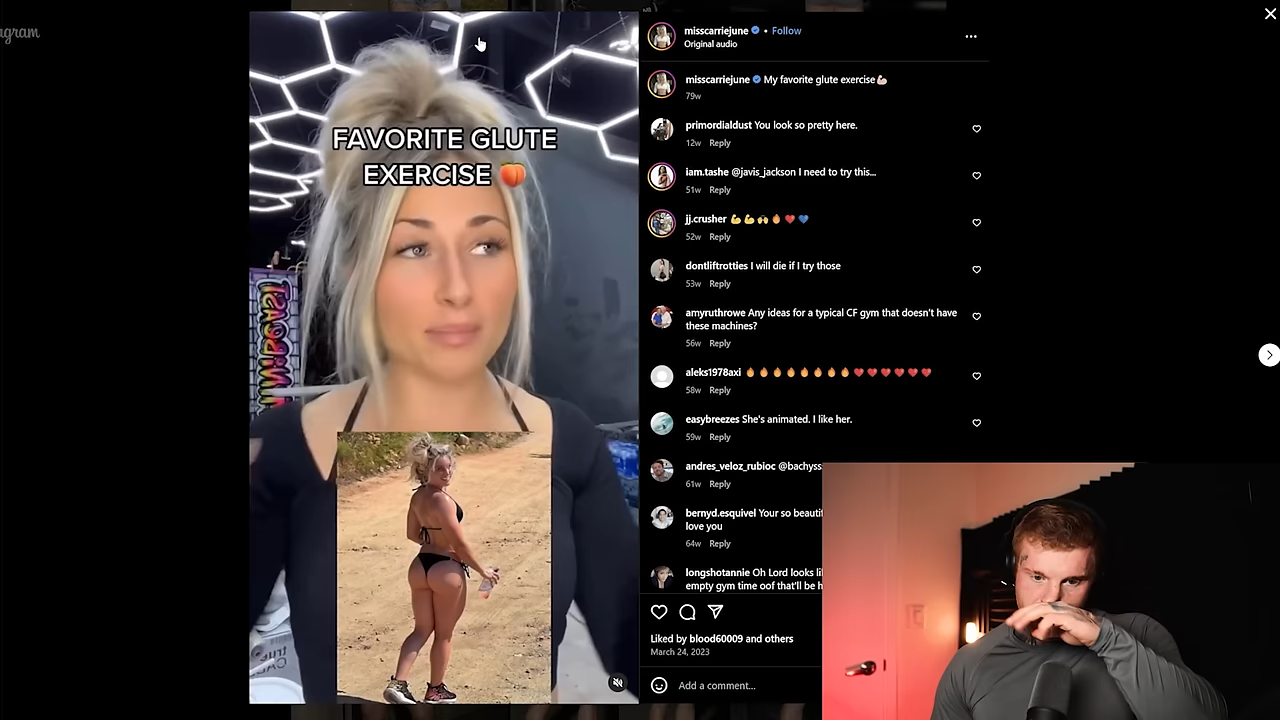 agram
miscarriejune • Follow
Original audio
FAVORITE GLUTE
EXERCISE 🍑
misscarriejune My favorite glute exercise💪🏻
79w
primordialdust You look so pretty here.
12w Reply
iam.tashe @javis_jackson I need to try this...
51w Reply
jj.crusher 💪💪🙌🔥❤️💙
52w Reply
dontliftrotties I will die if I try those
53w Reply
amyruthrowe Any ideas for a typical CF gym that doesn't have
these machines?
56w Reply
aleks1978axi 🔥🔥🔥🔥🔥🔥🔥🔥❤️❤️❤️❤️❤️❤️
58w Reply
easybreezes She's animated. I like her.
59w Reply
andres_veloz_rubioc @bachyss
61w Reply
bernyd.esquivel Your so beautif
love you
64w Reply
longshotannie Oh Lord looks li
empty gym time oof that'll be h
Liked by blood60009 and others
March 24, 2023
Add a comment...